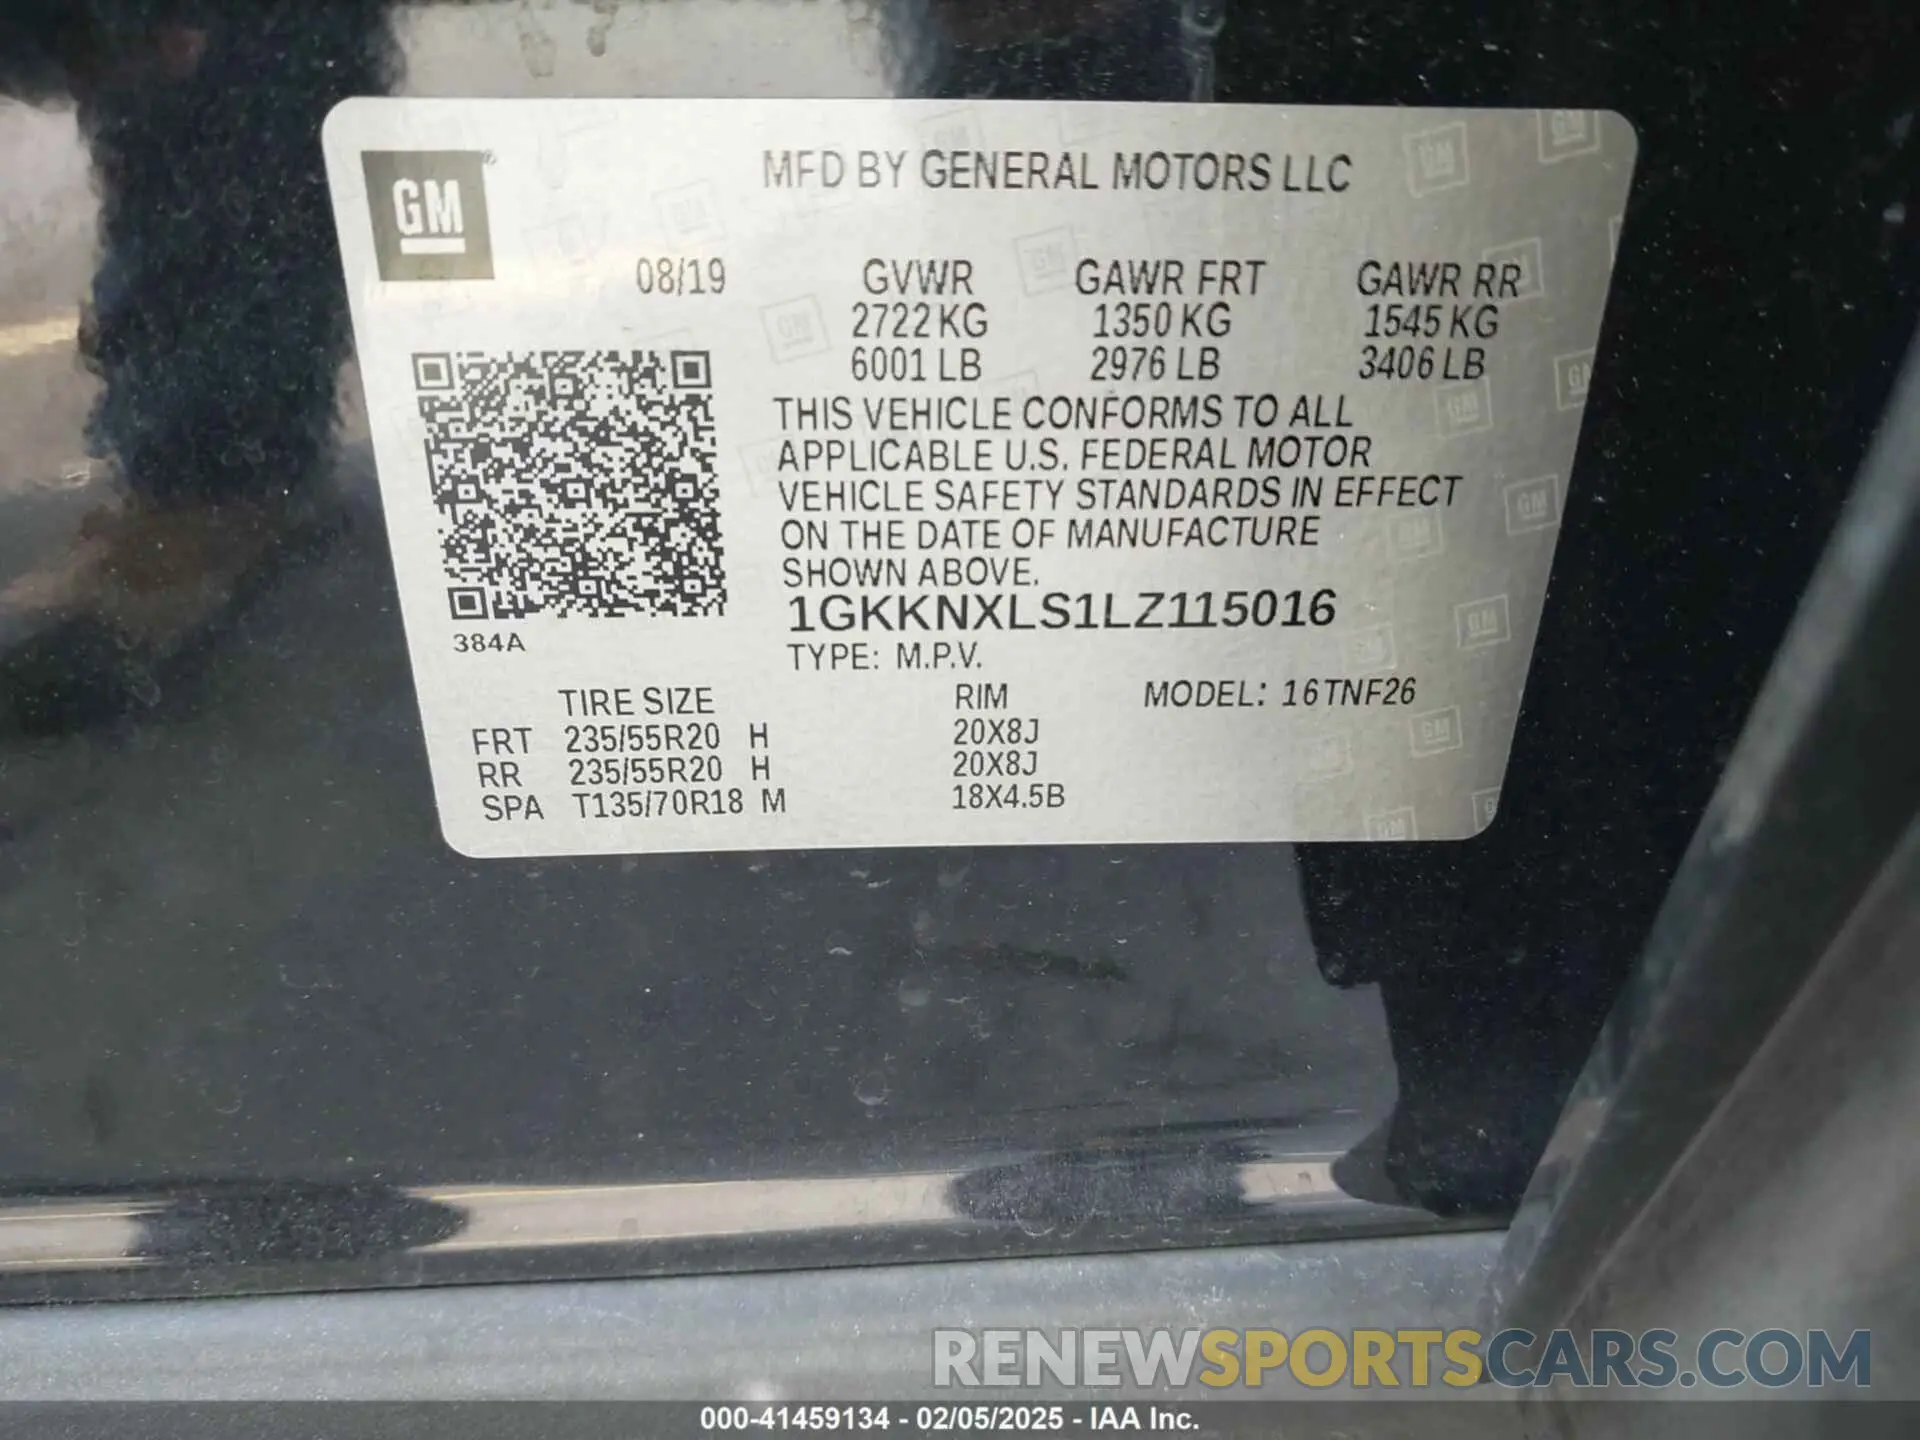 GM ®
MFD BY GENERAL MOTORS LLC
08/19 GVWR GAWR FRT GAWR RR
2722 KG 1350 KG 1545 KG
6001 LB 2976 LB 3406 LB
THIS VEHICLE CONFORMS TO ALL
APPLICABLE U.S. FEDERAL MOTOR
VEHICLE SAFETY STANDARDS IN EFFECT
ON THE DATE OF MANUFACTURE
SHOWN ABOVE.
1GKKNXLS1LZ115016
384A
TYPE: M.P.V.
TIRE SIZE RIM MODEL: 16TNF26
FRT 235/55R20 H 20X8J
RR 235/55R20 H 20X8J
SPA T135/70R18 M 18X4.5B
RENEWSPORTSCARS.COM
000-41459134 - 02/05/2025 - IAA Inc.